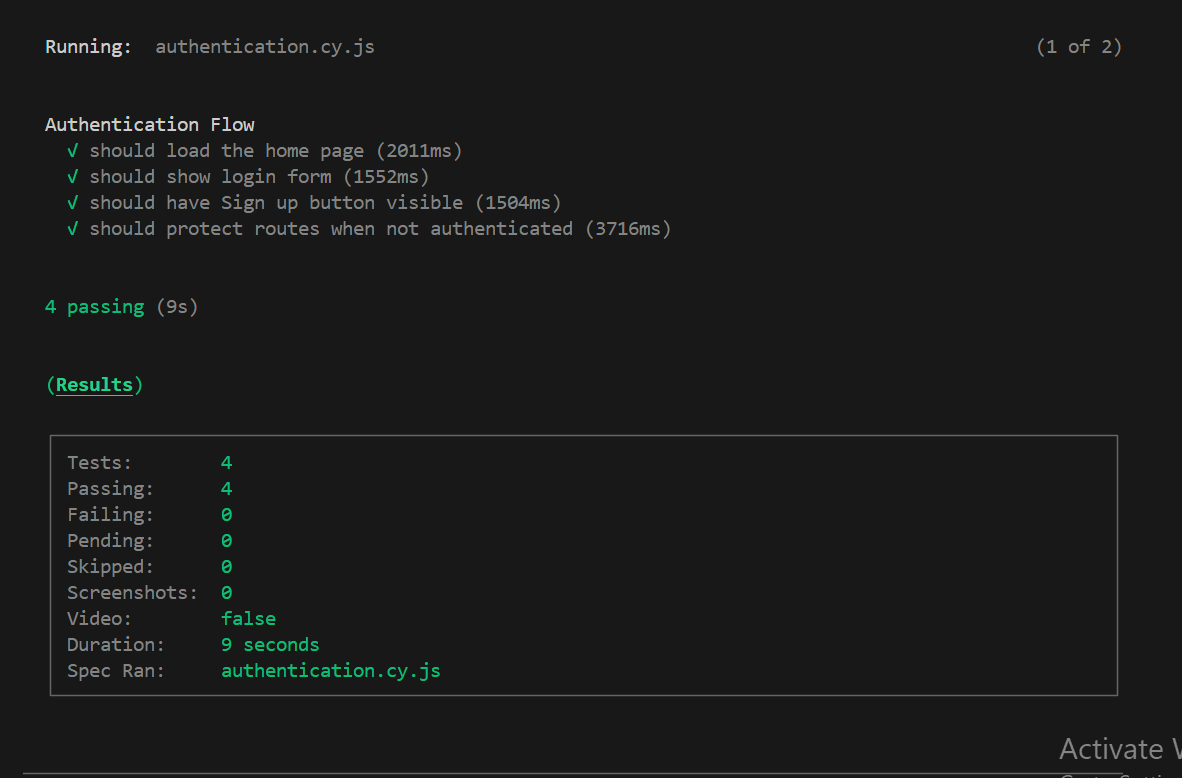 Running: authentication.cy.js (1 of 2)
Authentication Flow
√ should load the home page (2011ms)
√ should show login form (1552ms)
√ should have Sign up button visible (1504ms)
√ should protect routes when not authenticated (3716ms)
4 passing (9s)
(Results)
Tests: 4
Passing: 4
Failing: 0
Pending: 0
Skipped: 0
Screenshots: 0
Video: false
Duration: 9 seconds
Spec Ran: authentication.cy.js
Activate